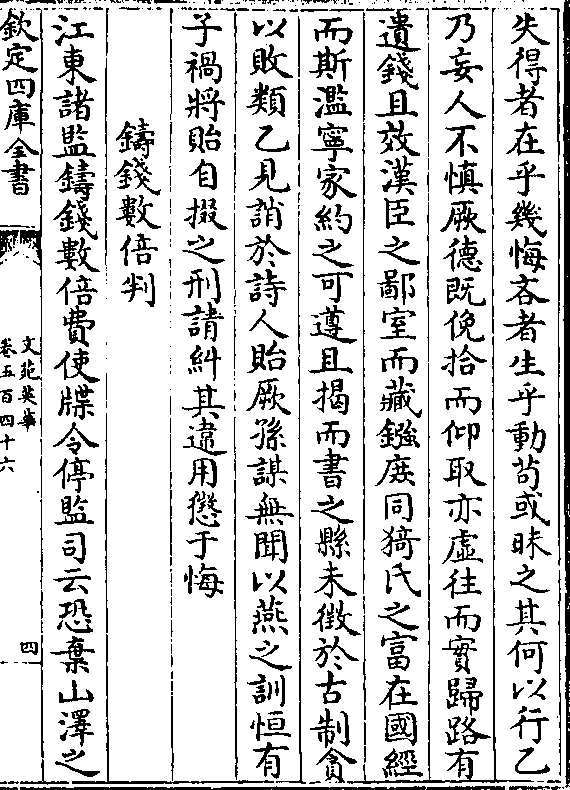 失得者在乎幾悔吝者生乎動苟或昧之其何以行乙
乃妄人不慎厥德既俛拾而仰取亦虛往而實歸路有
遺錢且效漢臣之鄙室而藏鏹庶同猗氏之富在國經
而斯濫寧家約之可遵且揭而書之縣未徵於古制貪
以敗類乙見誚於詩人貽厥孫謀無聞以燕之訓恒有
子禍將貽自掇之刑請糾其違用懲于悔
鑄錢數倍判
江東諸監鑄錢數倍費使牒令停監司云恐棄山澤之
欽定四庫全書
文苑英華
卷五百四十六
四